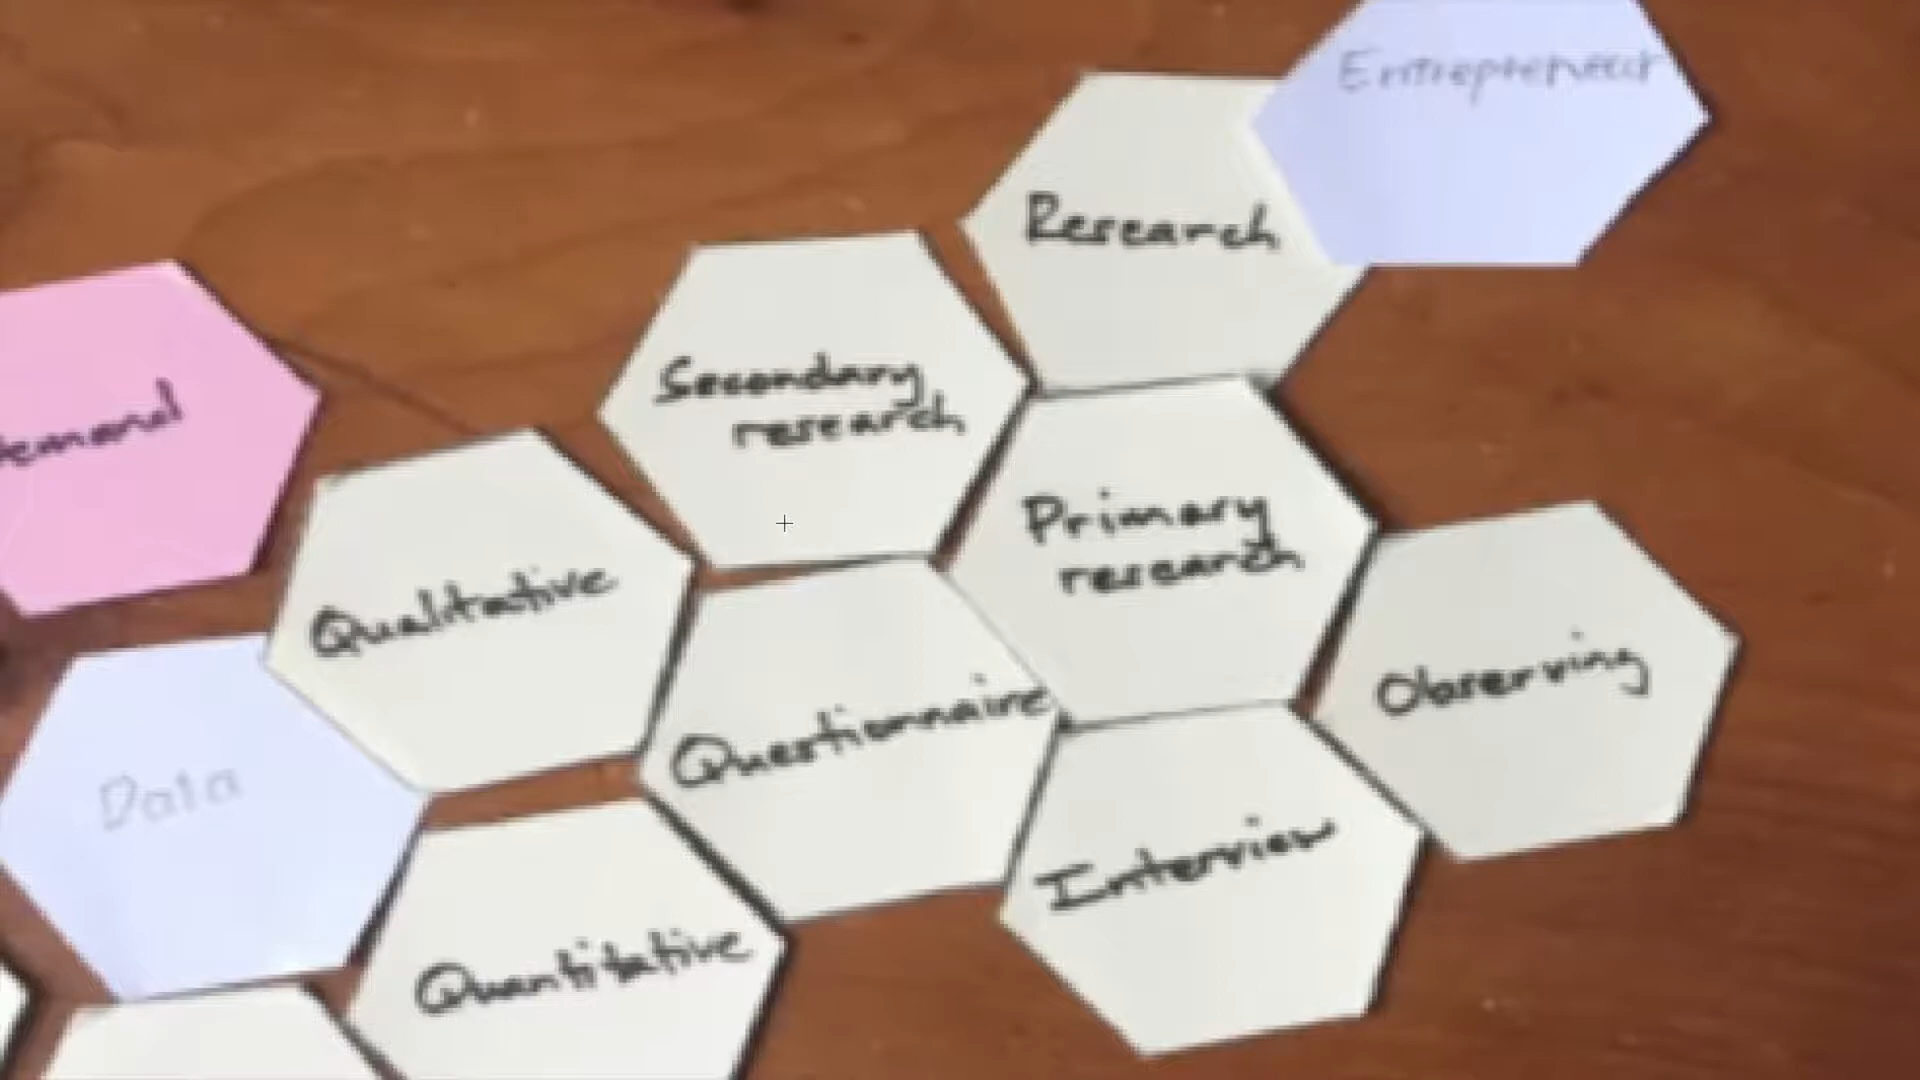 Entrepreneur
Research
Secondary
research
Primary
research
Qualitative
Questionnaire
Observing
Data
Interview
Quantitative